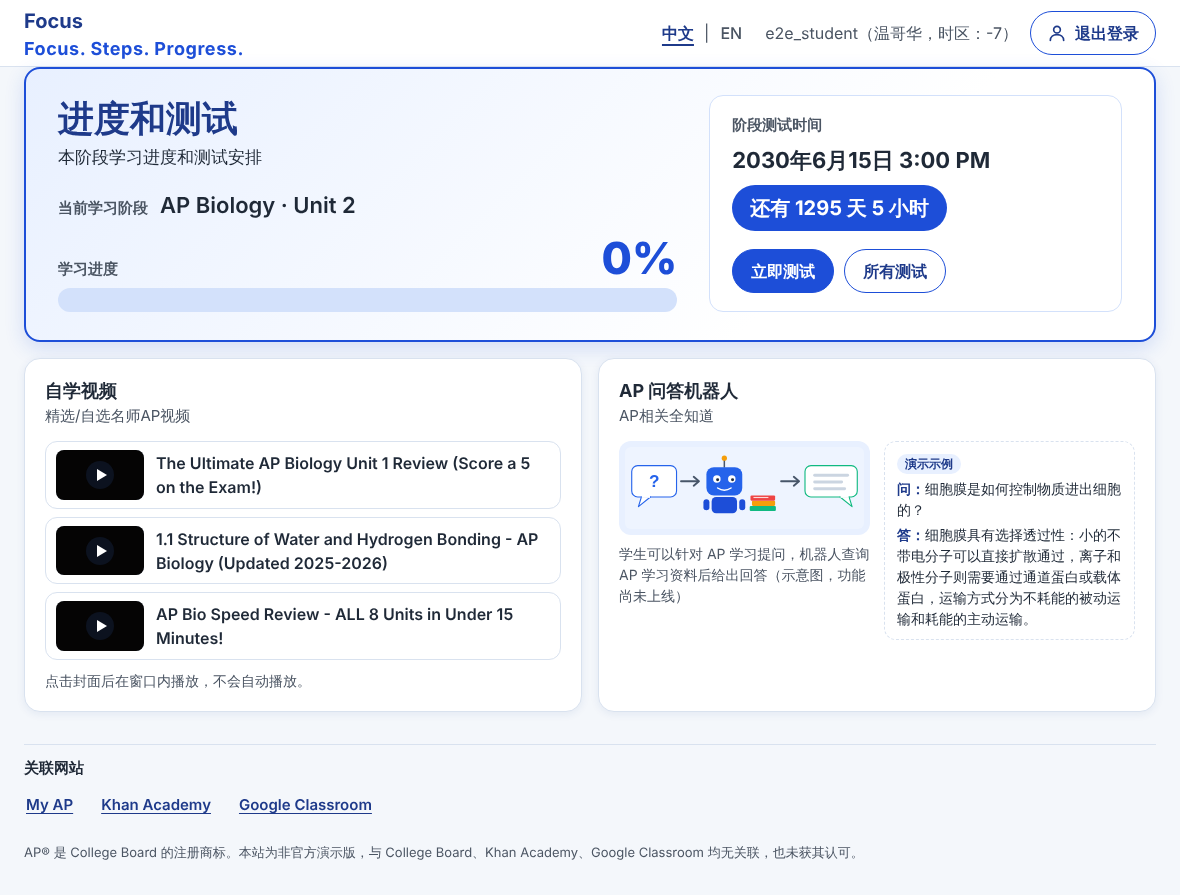 Focus
Focus. Steps. Progress.
中文 | EN e2e_student（温哥华，时区：-7） 退出登录
进度和测试
本阶段学习进度和测试安排
当前学习阶段 AP Biology · Unit 2
学习进度 0%
阶段测试时间
2030年6月15日 3:00 PM
还有 1295 天 5 小时
立即测试 所有测试
自学视频
精选/自选名师AP视频
The Ultimate AP Biology Unit 1 Review (Score a 5
on the Exam!)
1.1 Structure of Water and Hydrogen Bonding - AP
Biology (Updated 2025-2026)
AP Bio Speed Review - ALL 8 Units in Under 15
Minutes!
点击封面后在窗口内播放，不会自动播放。
AP 问答机器人
AP相关全知道
?
学生可以针对 AP 学习提问，机器人查询
AP 学习资料后给出回答（示意图，功能
尚未上线）
演示示例
问：细胞膜是如何控制物质进出细胞
的？
答：细胞膜具有选择透过性：小的不
带电分子可以直接扩散通过，离子和
极性分子则需要通过通道蛋白或载体
蛋白，运输方式分为不耗能的被动运
输和耗能的主动运输。
关联网站
My AP Khan Academy Google Classroom
AP® 是 College Board 的注册商标。本站为非官方演示版，与 College Board、Khan Academy、Google Classroom 均无关联，也未获其认可。